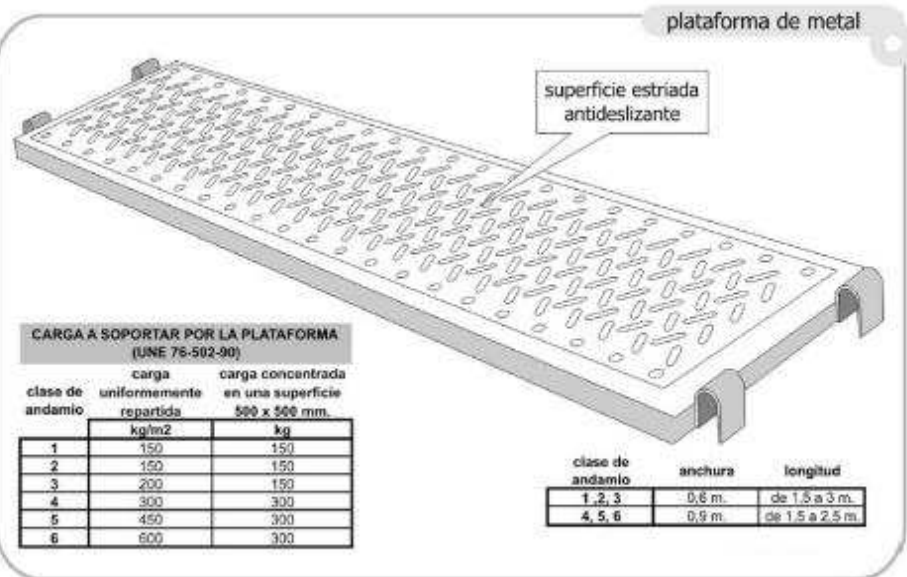 plataforma de metal
superficie estriada
antideslizante
CARGA A SOPORTAR POR LA PLATAFORMA
(UNE 76-502-90)
clase de andamio carga uniformemente repartida carga concentrada en una superficie 500 x 500 mm.
kg/m2 kg
1 150 150
2 150 150
3 200 150
4 300 300
5 450 300
6 600 300
clase de andamio anchura longitud
1 ,2, 3 0,6 m. de 1,5 a 3 m.
4, 5, 6 0,9 m. de 1,5 a 2,5 m.